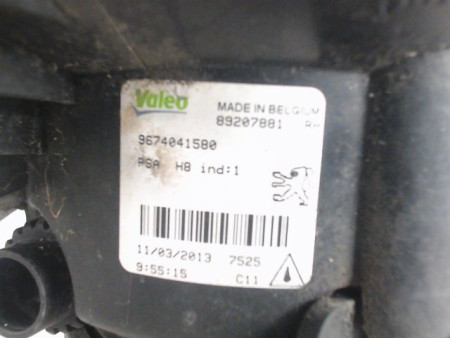 Valeo
MADE IN BELGIUM
89207881
9674041580
PSA H8 ind:1
11/03/2013 7525
9:55:15 C11